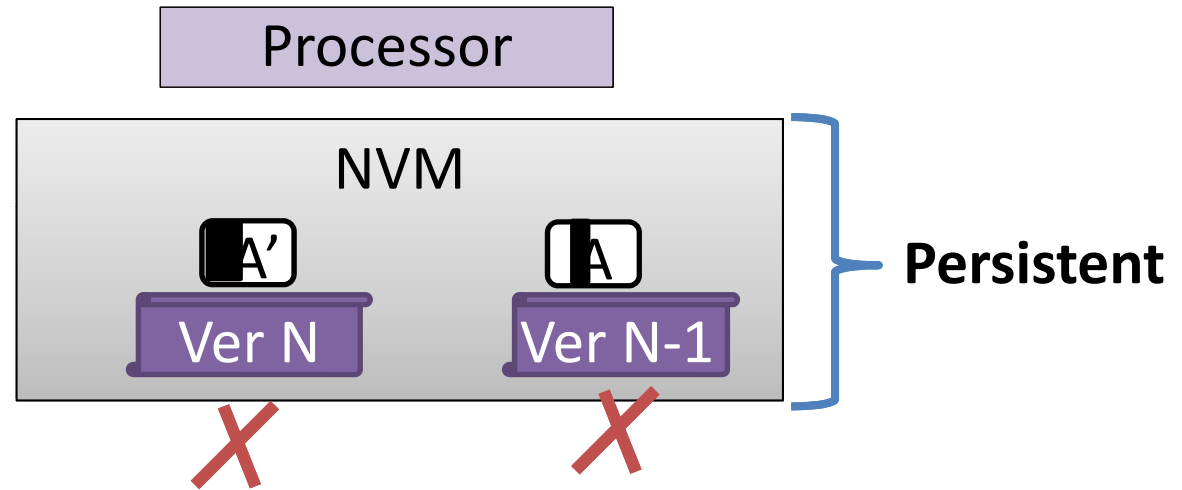 Processor
NVM
A’
A
Ver N
Ver N-1
Persistent